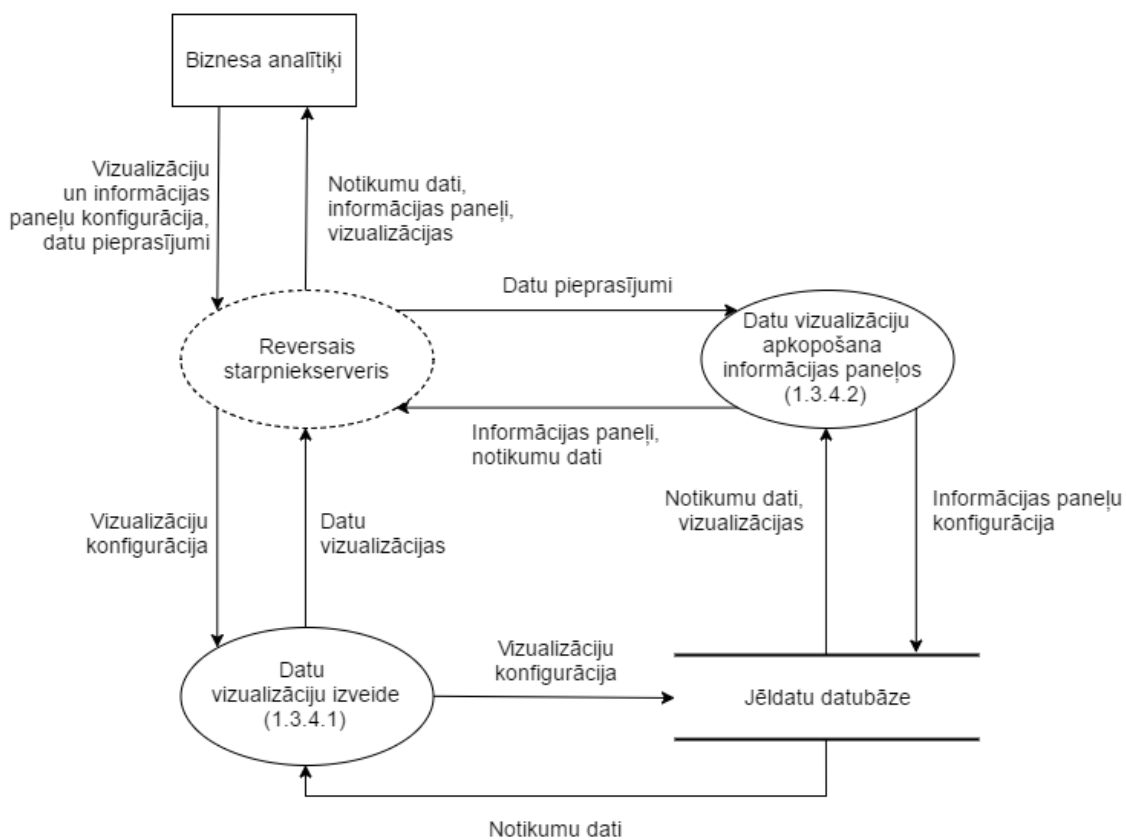 Biznesa analītiķi
Vizualizāciju
un informācijas
paneļu konfigurācija,
datu pieprasījumi
Notikumu dati,
informācijas paneļi,
vizualizācijas
Datu pieprasījumi
Reversais
starpniekserveris
Datu vizualizāciju
apkopošana
informācijas paneļos
(1.3.4.2)
Informācijas paneļi,
notikumu dati
Vizualizāciju
konfigurācija
Datu
vizualizācijas
Notikumu dati,
vizualizācijas
Informācijas paneļu
konfigurācija
Datu
vizualizāciju izveide
(1.3.4.1)
Vizualizāciju
konfigurācija
Jēldatu datubāze
Notikumu dati